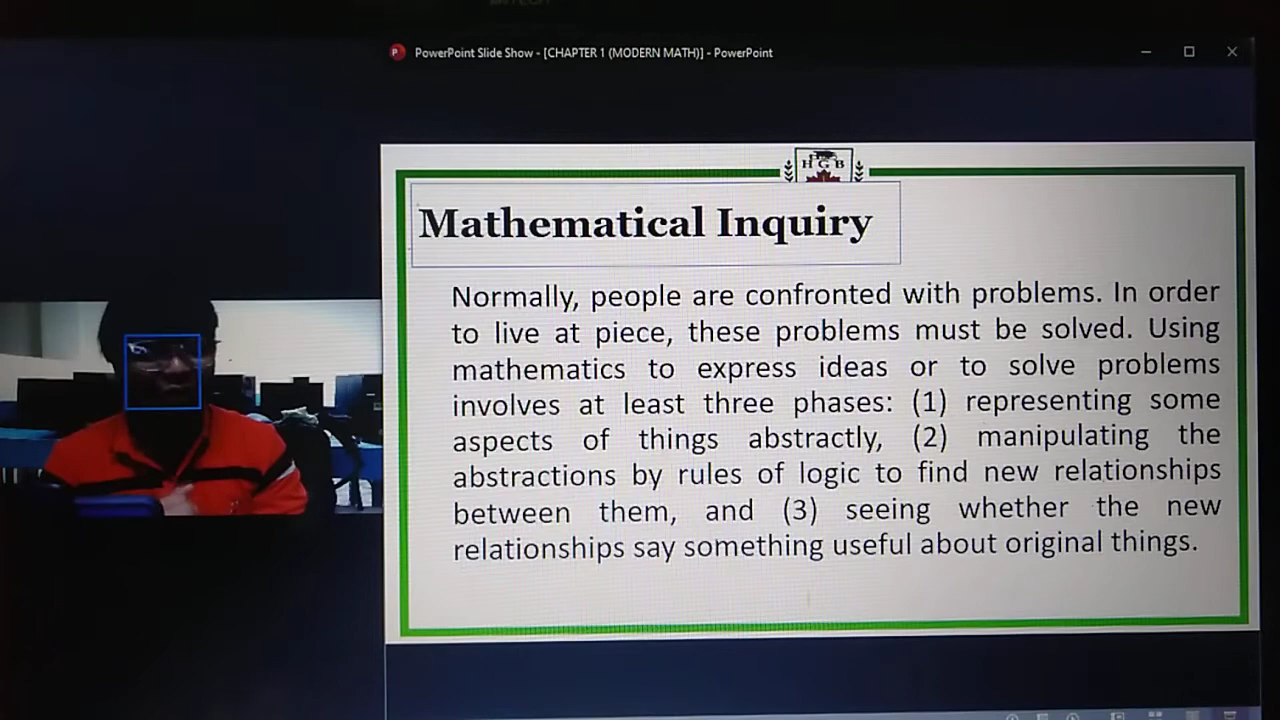 PowerPoint Slide Show - [CHAPTER 1 (MODERN MATH)] - PowerPoint
H G B
Mathematical Inquiry
Normally, people are confronted with problems. In order
to live at piece, these problems must be solved. Using
mathematics to express ideas or to solve problems
involves at least three phases: (1) representing some
aspects of things abstractly, (2) manipulating the
abstractions by rules of logic to find new relationships
between them, and (3) seeing whether the new
relationships say something useful about original things.